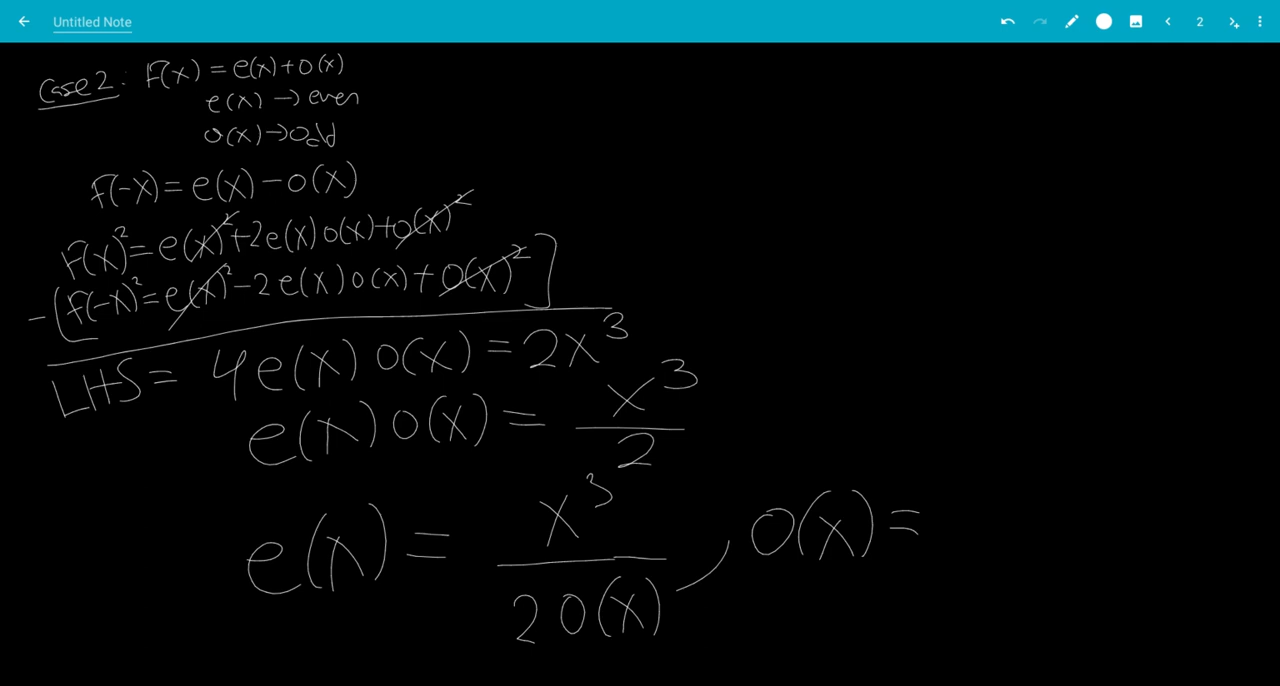 Untitled Note
2
Case 2: F(x) = e(x) + o(x)
e(x) → even
o(x) → odd
f(-x) = e(x) - o(x)
F(x)² = e(x)² + 2e(x) o(x) + o(x)²
- [f(-x)² = e(x)² - 2e(x) o(x) + o(x)²]
LHS = 4e(x) o(x) = 2x³
e(x) o(x) = x³/2
e(x) = x³/2o(x), o(x) =